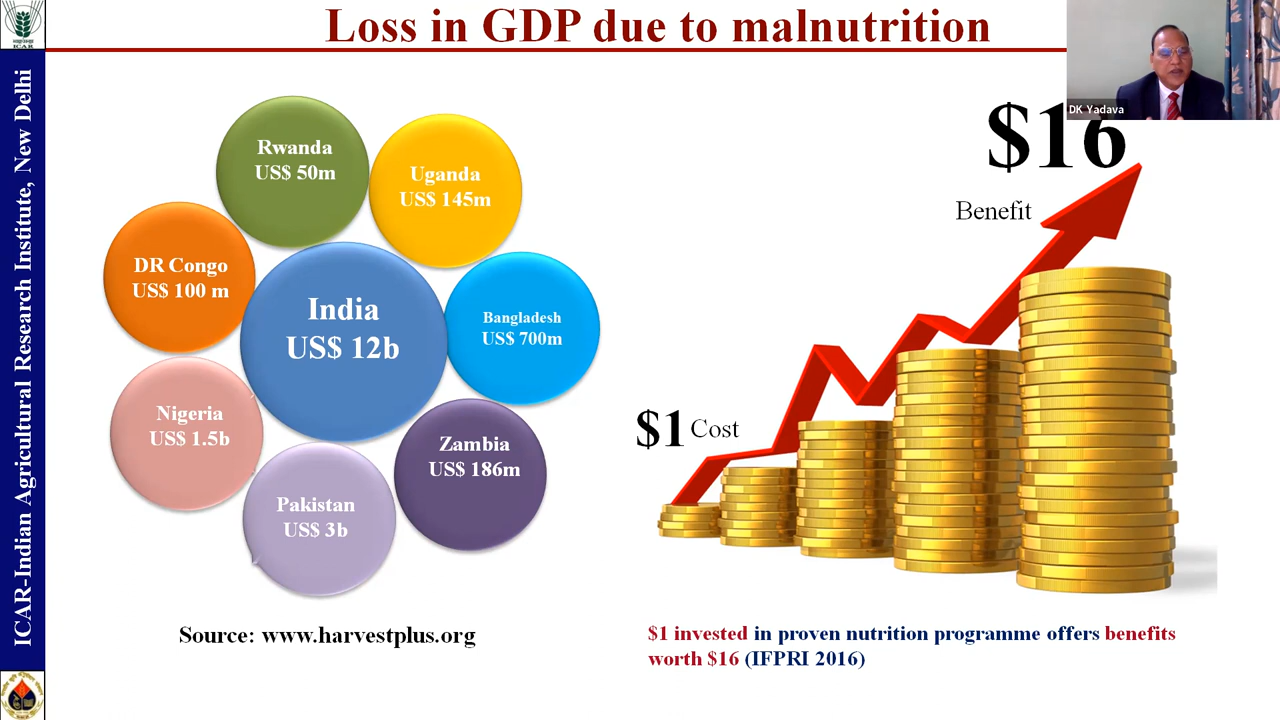 Loss in GDP due to malnutrition
ICAR
ICAR-Indian Agricultural Research Institute, New Delhi
DK Yadava
Rwanda
US$ 50m
Uganda
US$ 145m
DR Congo
US$ 100 m
India
US$ 12b
Bangladesh
US$ 700m
Nigeria
US$ 1.5b
Zambia
US$ 186m
Pakistan
US$ 3b
Source: www.harvestplus.org
$16
Benefit
$1 Cost
$1 invested in proven nutrition programme offers benefits
worth $16 (IFPRI 2016)